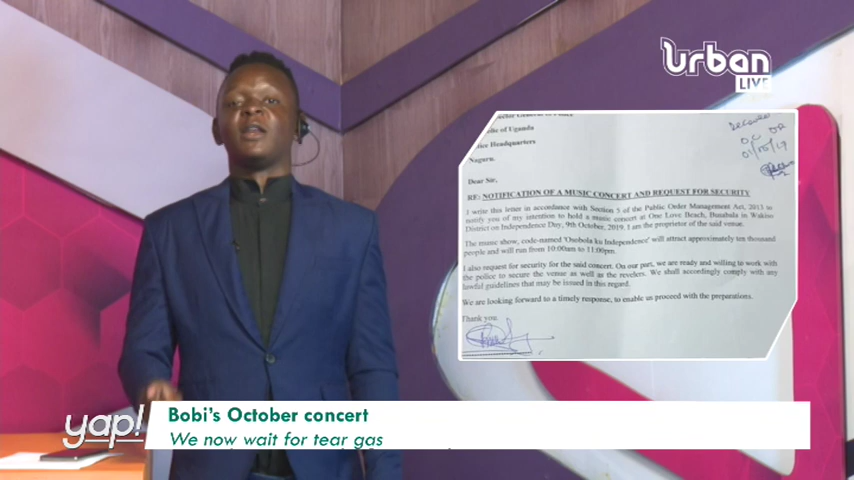 urban
LIVE
Police
ite of Uganda
ice Headquarters
Naguru.
Received
01/10/19
Dear Sir,
RE: NOTIFICATION OF A MUSIC CONCERT AND REQUEST FOR SECURITY
I write this letter in accordance with Section 5 of the Public Order Management Act, 2013 to
notify you of my intention to hold a music concert at One Love Beach, Busabala in Wakiso
District on Independence Day, 9th October, 2019. I am the proprietor of the said venue.
The music show, code-named 'Osobola ku Independence' will attract approximately ten thousand
people and will run from 10:00am to 11:00pm.
I also request for security for the said concert. On our part, we are ready and willing to work with
the police to secure the venue as well as the revelers. We shall accordingly comply with any
lawful guidelines that may be issued in this regard.
We are looking forward to a timely response, to enable us proceed with the preparations.
Thank you.
yap!
Bobi's October concert
We now wait for tear gas